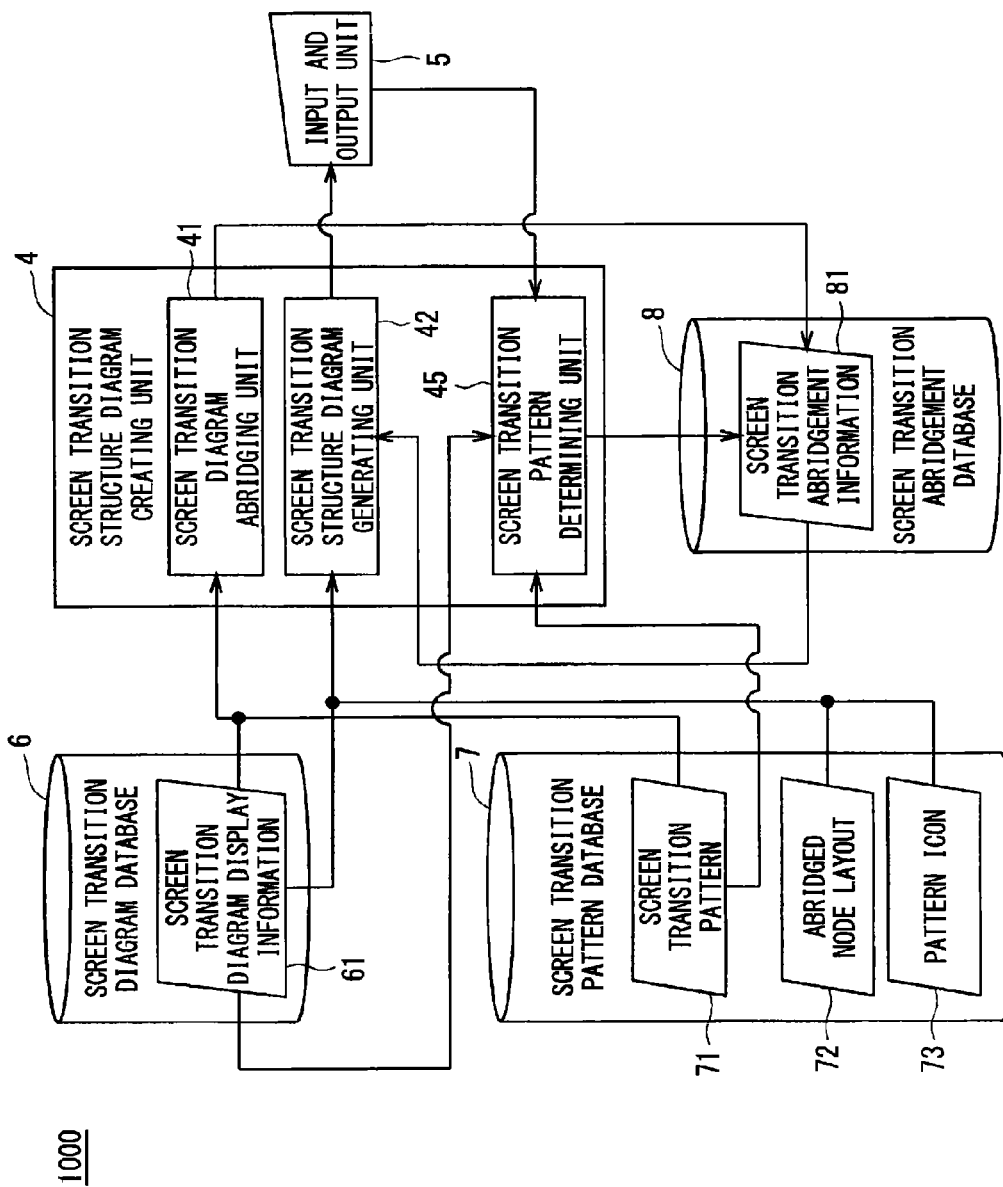 1000
SCREEN TRANSITION
DIAGRAM DATABASE
6
SCREEN
TRANSITION
DIAGRAM DISPLAY
INFORMATION
61
SCREEN TRANSITION
PATTERN DATABASE
7
SCREEN
TRANSITION
PATTERN
71
ABRIDGED
NODE LAYOUT
72
PATTERN ICON
73
SCREEN TRANSITION
STRUCTURE DIAGRAM
CREATING UNIT
4
SCREEN TRANSITION
DIAGRAM
ABRIDGING UNIT
41
SCREEN TRANSITION
STRUCTURE DIAGRAM
GENERATING UNIT
42
SCREEN TRANSITION
PATTERN
DETERMINING UNIT
45
INPUT AND
OUTPUT UNIT
5
8
SCREEN
TRANSITION
ABRIDGEMENT
INFORMATION
81
SCREEN TRANSITION
ABRIDGEMENT
DATABASE